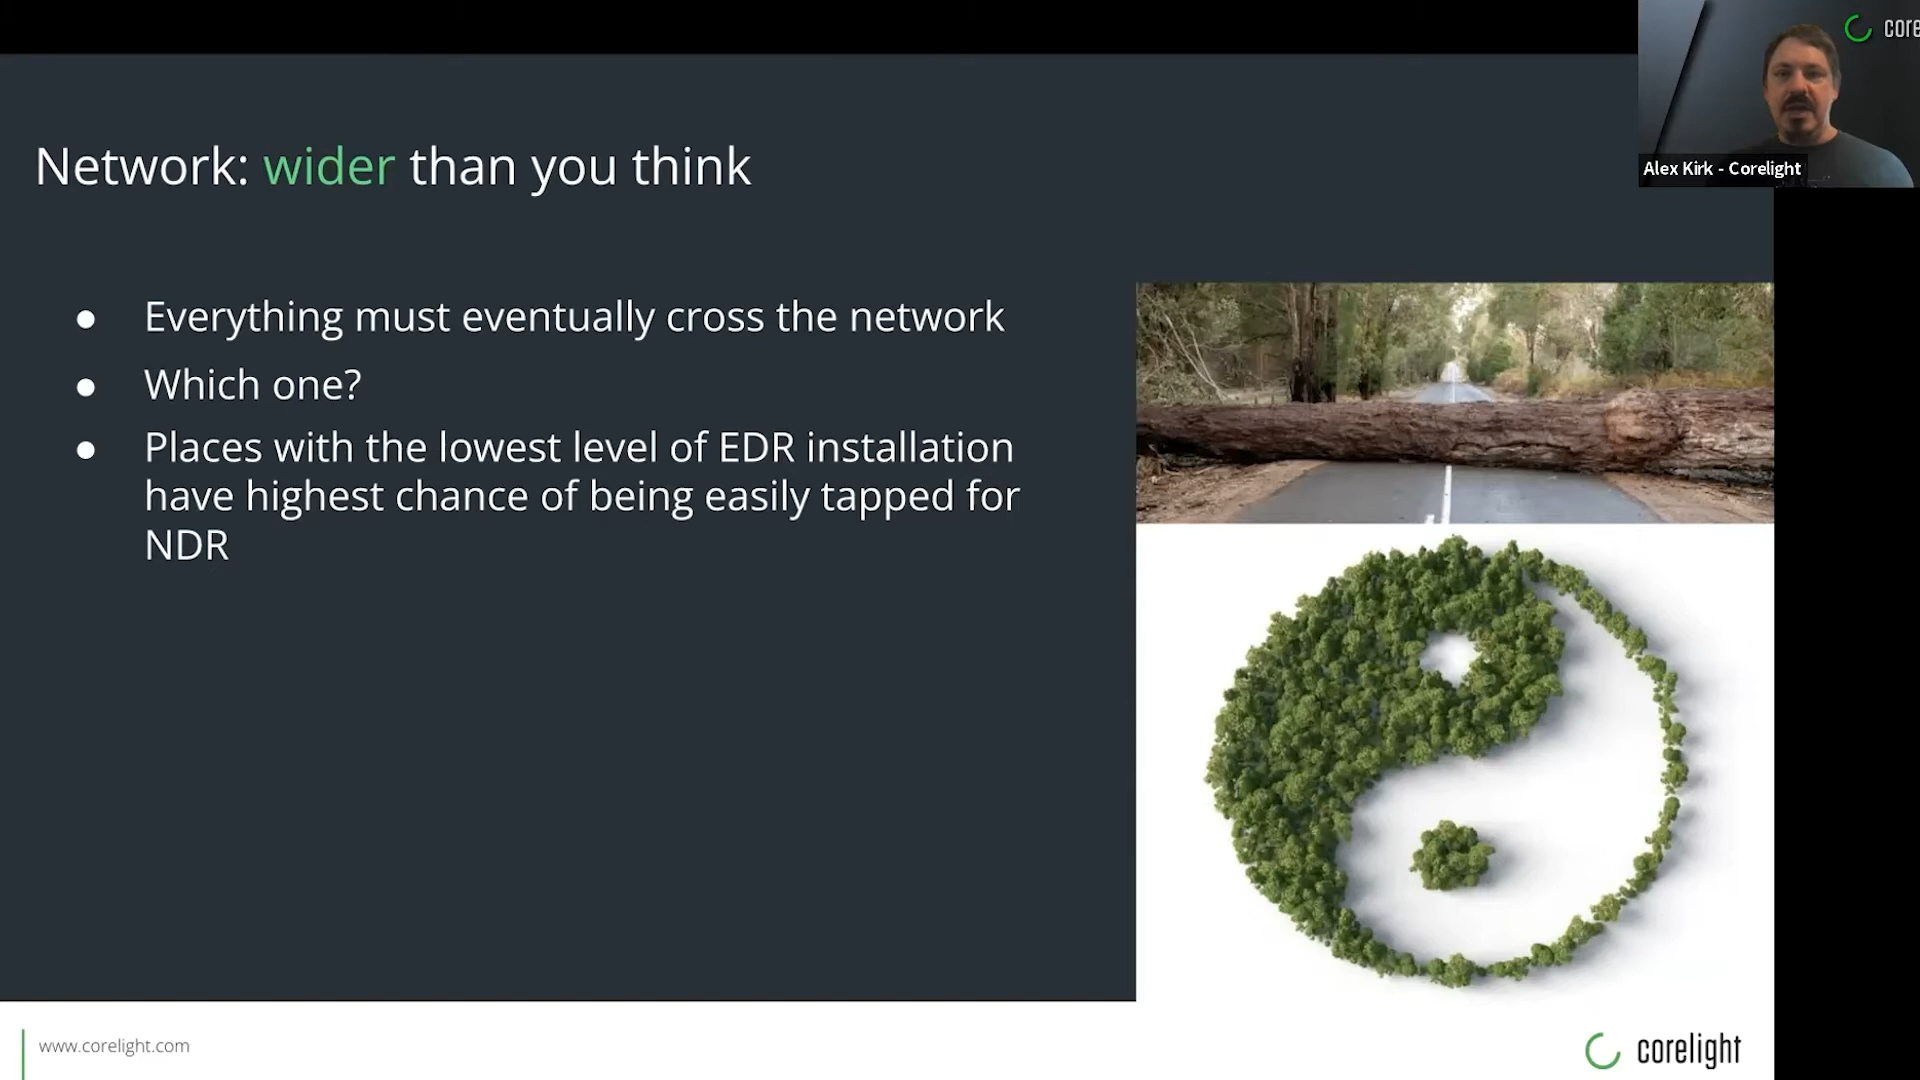 core
Alex Kirk - Corelight
Network: wider than you think
● Everything must eventually cross the network
● Which one?
● Places with the lowest level of EDR installation
have highest chance of being easily tapped for
NDR
www.corelight.com
corelight